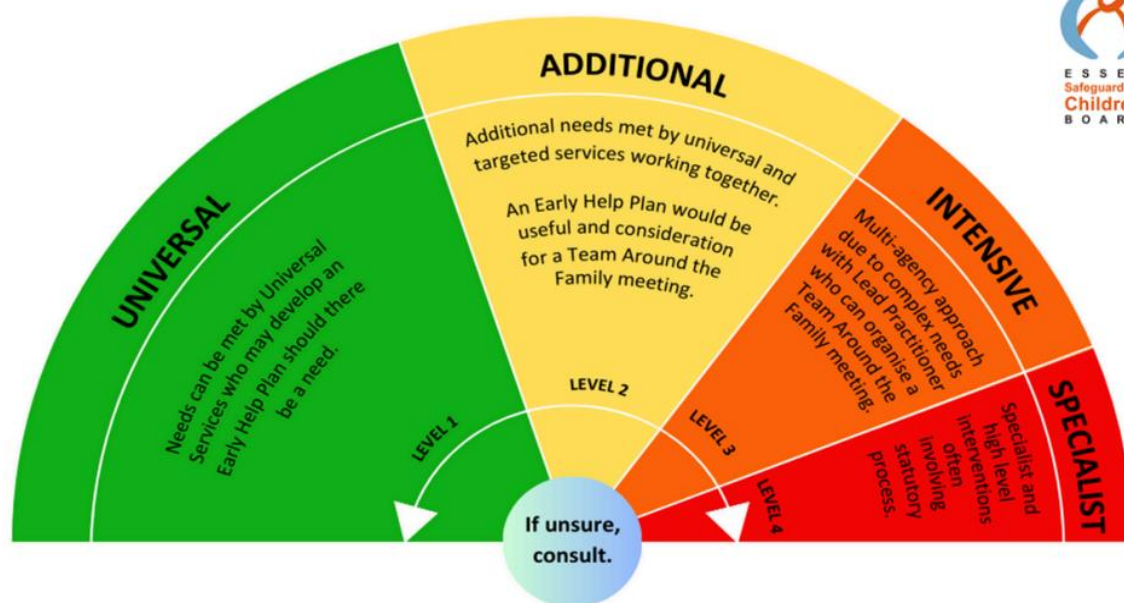 UNIVERSAL
Needs can be met by Universal
Services who may develop an
Early Help Plan should there
be a need.
LEVEL 1
ADDITIONAL
Additional needs met by universal and
targeted services working together.
An Early Help Plan would be
useful and consideration
for a Team Around the
Family meeting.
LEVEL 2
INTENSIVE
Multi-agency approach
due to complex needs
with Lead Practitioner
who can organise a
Team Around the
Family meeting.
LEVEL 3
SPECIALIST
Specialist and
high level
interventions
often
involving
statutory
process.
LEVEL 4
If unsure,
consult.